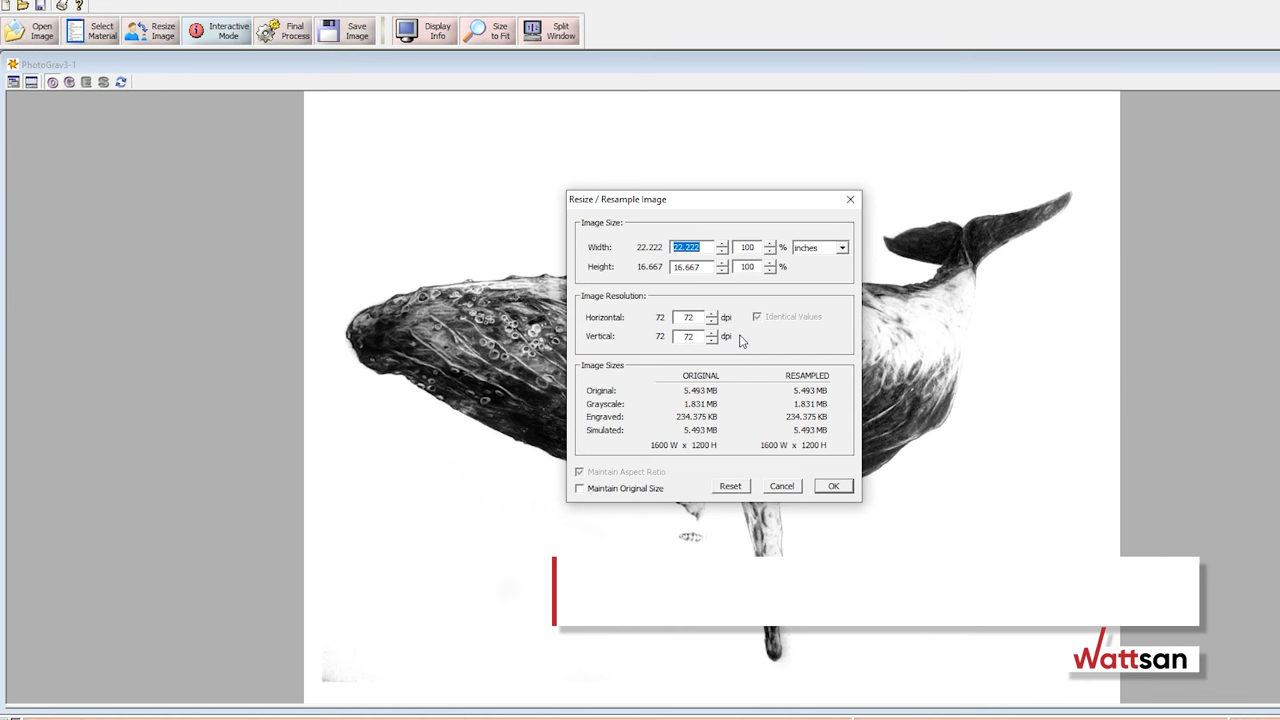 Open Image
Select Material
Resize Image
Interactive Mode
Final Process
Save Image
Display Info
Size to Fit
Split Window
PhotoGrav3-1
Resize / Resample Image
Image Size:
Width: 22.222 22.222 100 % inches
Height: 16.667 16.667 100 %
Image Resolution:
Horizontal: 72 72 dpi Identical Values
Vertical: 72 72 dpi
Image Sizes
ORIGINAL RESAMPLED
Original: 5.493 MB 5.493 MB
Grayscale: 1.831 MB 1.831 MB
Engraved: 234.375 KB 234.375 KB
Simulated: 5.493 MB 5.493 MB
1600 W x 1200 H 1600 W x 1200 H
Maintain Aspect Ratio
Maintain Original Size
Reset Cancel OK
Wattsan